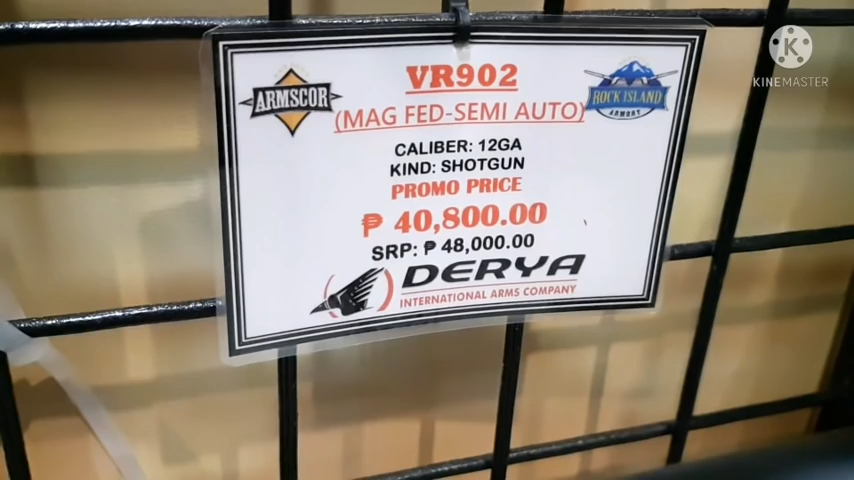 VR902
ARMSCOR
ROCK ISLAND
ARMORY
(MAG FED-SEMI AUTO)
CALIBER: 12GA
KIND: SHOTGUN
PROMO PRICE
₱ 40,800.00
SRP: ₱ 48,000.00
DERYA
INTERNATIONAL ARMS COMPANY
K
KINEMASTER